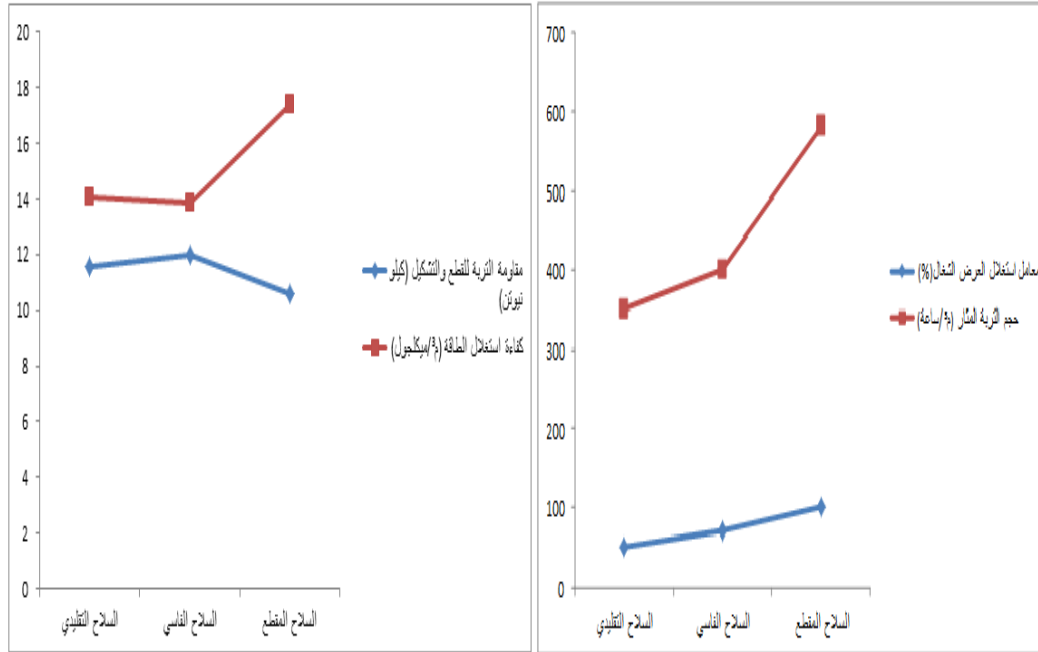 20
18
16
14
12
10
8
6
4
2
0
السلاح التقليدي
السلاح الفاسي
السلاح المقطع
مقاومة التربة للقطع والتشكيل (كيلو
نيوتن)
كفاءة استغلال الطاقة (م³/ميكاجول)
700
600
500
400
300
200
100
0
السلاح التقليدي
السلاح الفاسي
السلاح المقطع
معامل استغلال العرض الشغال(%)
حجم التربة المثار (م³/ساعة)